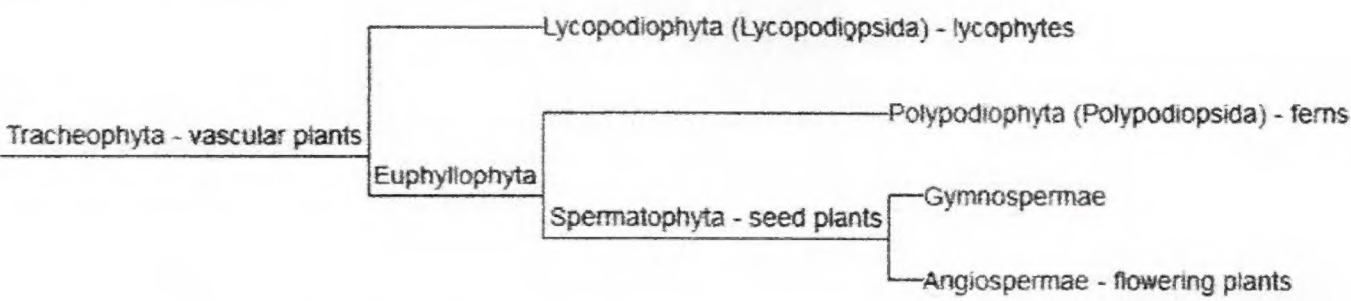 Lycopodiophyta (Lycopodiopsida) - lycophytes
Polypodiophyta (Polypodiopsida) - ferns
Tracheophyta - vascular plants
Euphyllophyta
Gymnospermae
Spermatophyta - seed plants
Angiospermae - flowering plants